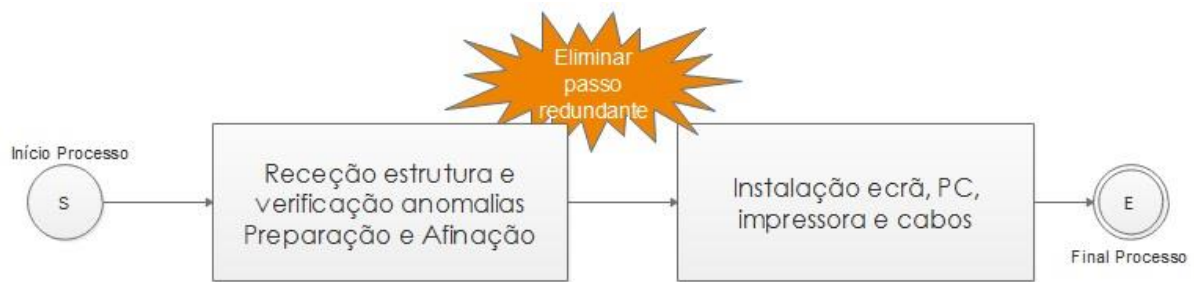 Eliminar
passo
redundante
Início Processo
S
Receção estrutura e
verificação anomalias
Preparação e Afinação
Instalação ecrã, PC,
impressora e cabos
E
Final Processo